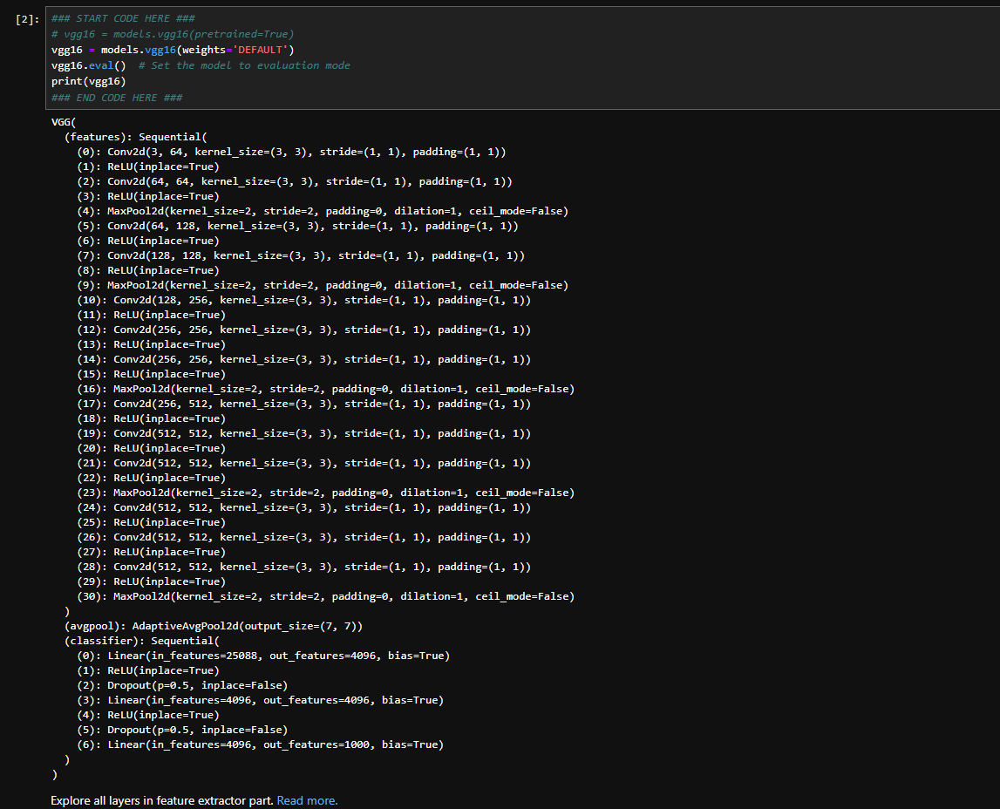 [2]:
### START CODE HERE ###
# vgg16 = models.vgg16(pretrained=True)
vgg16 = models.vgg16(weights='DEFAULT')
vgg16.eval()  # Set the model to evaluation mode
print(vgg16)
### END CODE HERE ###
VGG(
  (features): Sequential(
    (0): Conv2d(3, 64, kernel_size=(3, 3), stride=(1, 1), padding=(1, 1))
    (1): ReLU(inplace=True)
    (2): Conv2d(64, 64, kernel_size=(3, 3), stride=(1, 1), padding=(1, 1))
    (3): ReLU(inplace=True)
    (4): MaxPool2d(kernel_size=2, stride=2, padding=0, dilation=1, ceil_mode=False)
    (5): Conv2d(64, 128, kernel_size=(3, 3), stride=(1, 1), padding=(1, 1))
    (6): ReLU(inplace=True)
    (7): Conv2d(128, 128, kernel_size=(3, 3), stride=(1, 1), padding=(1, 1))
    (8): ReLU(inplace=True)
    (9): MaxPool2d(kernel_size=2, stride=2, padding=0, dilation=1, ceil_mode=False)
    (10): Conv2d(128, 256, kernel_size=(3, 3), stride=(1, 1), padding=(1, 1))
    (11): ReLU(inplace=True)
    (12): Conv2d(256, 256, kernel_size=(3, 3), stride=(1, 1), padding=(1, 1))
    (13): ReLU(inplace=True)
    (14): Conv2d(256, 256, kernel_size=(3, 3), stride=(1, 1), padding=(1, 1))
    (15): ReLU(inplace=True)
    (16): MaxPool2d(kernel_size=2, stride=2, padding=0, dilation=1, ceil_mode=False)
    (17): Conv2d(256, 512, kernel_size=(3, 3), stride=(1, 1), padding=(1, 1))
    (18): ReLU(inplace=True)
    (19): Conv2d(512, 512, kernel_size=(3, 3), stride=(1, 1), padding=(1, 1))
    (20): ReLU(inplace=True)
    (21): Conv2d(512, 512, kernel_size=(3, 3), stride=(1, 1), padding=(1, 1))
    (22): ReLU(inplace=True)
    (23): MaxPool2d(kernel_size=2, stride=2, padding=0, dilation=1, ceil_mode=False)
    (24): Conv2d(512, 512, kernel_size=(3, 3), stride=(1, 1), padding=(1, 1))
    (25): ReLU(inplace=True)
    (26): Conv2d(512, 512, kernel_size=(3, 3), stride=(1, 1), padding=(1, 1))
    (27): ReLU(inplace=True)
    (28): Conv2d(512, 512, kernel_size=(3, 3), stride=(1, 1), padding=(1, 1))
    (29): ReLU(inplace=True)
    (30): MaxPool2d(kernel_size=2, stride=2, padding=0, dilation=1, ceil_mode=False)
  )
  (avgpool): AdaptiveAvgPool2d(output_size=(7, 7))
  (classifier): Sequential(
    (0): Linear(in_features=25088, out_features=4096, bias=True)
    (1): ReLU(inplace=True)
    (2): Dropout(p=0.5, inplace=False)
    (3): Linear(in_features=4096, out_features=4096, bias=True)
    (4): ReLU(inplace=True)
    (5): Dropout(p=0.5, inplace=False)
    (6): Linear(in_features=4096, out_features=1000, bias=True)
  )
)
Explore all layers in feature extractor part. Read more.